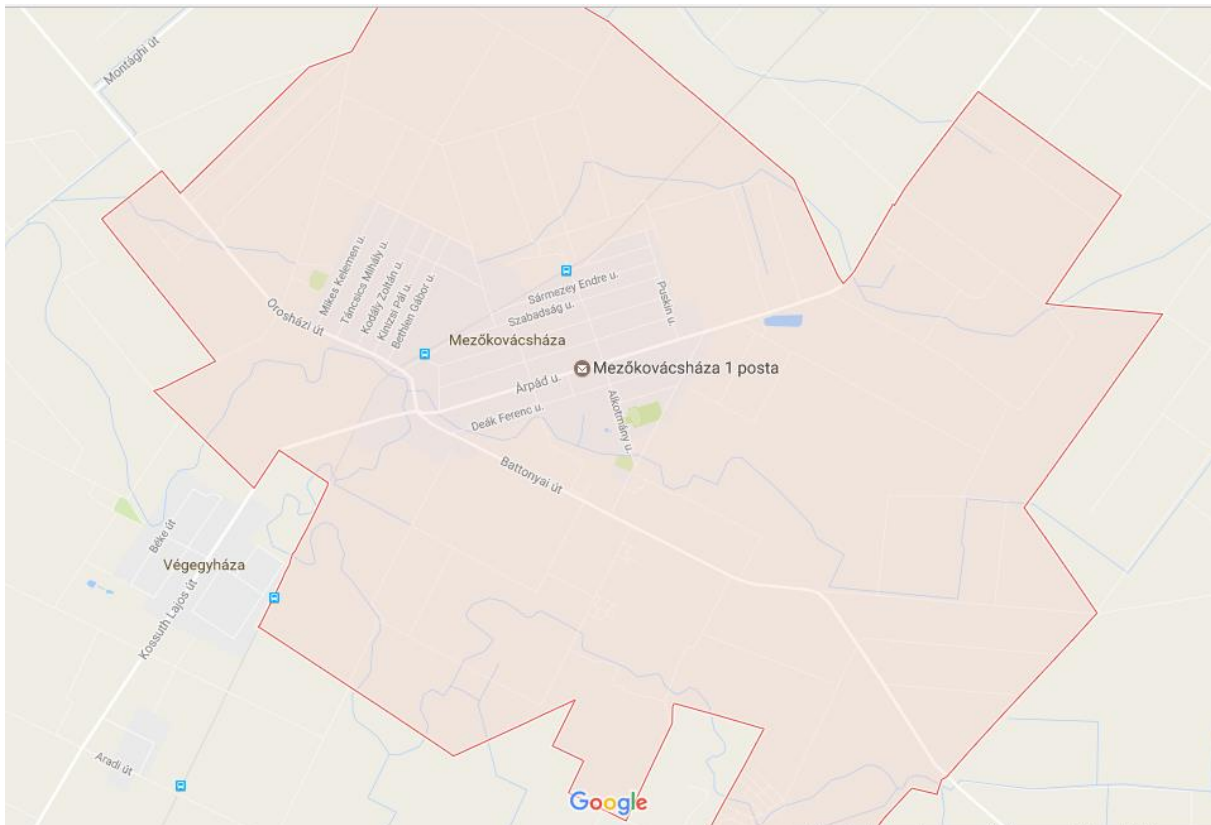 Montághi út
Mikes Kelemen u.
Táncsics Mihály u.
Kodály Zoltán u.
Kinizsi Pál u.
Bethlen Gábor u.
Orosházi út
Sármezey Endre u.
Szabadság u.
Puskin u.
Mezőkovácsháza
Mezőkovácsháza 1 posta
Árpád u.
Deák Ferenc u.
Alkotmány u.
Battonyai út
Béke út
Végegyháza
Kossuth Lajos út
Aradi út
Google